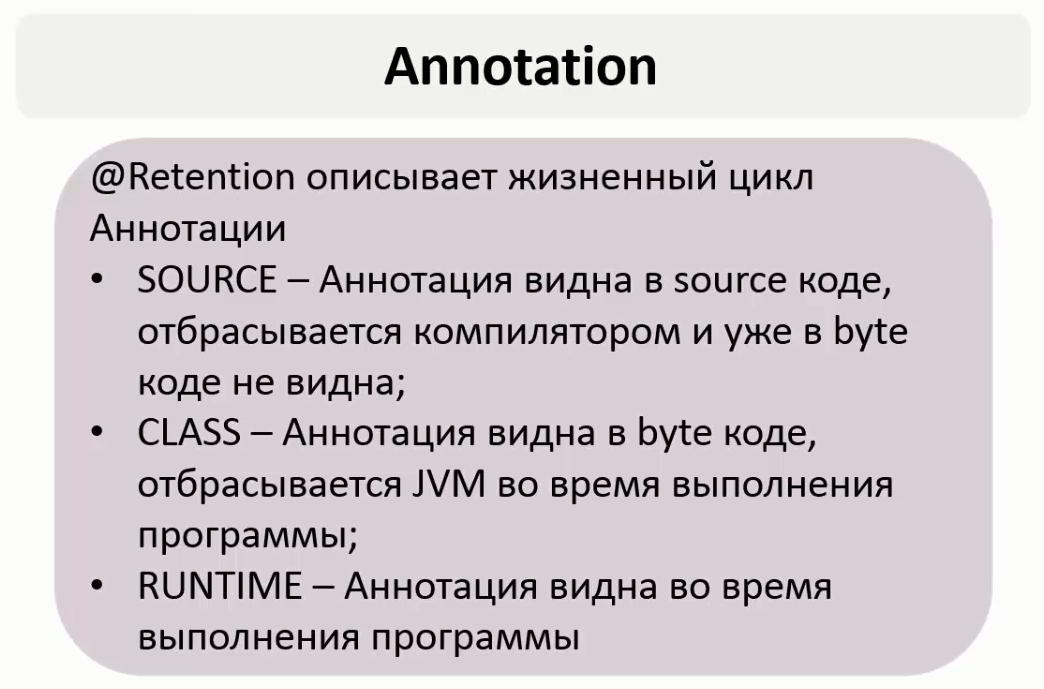 Annotation
@Retention описывает жизненный цикл
Аннотации
• SOURCE – Аннотация видна в source коде,
отбрасывается компилятором и уже в byte
коде не видна;
• CLASS – Аннотация видна в byte коде,
отбрасывается JVM во время выполнения
программы;
• RUNTIME – Аннотация видна во время
выполнения программы